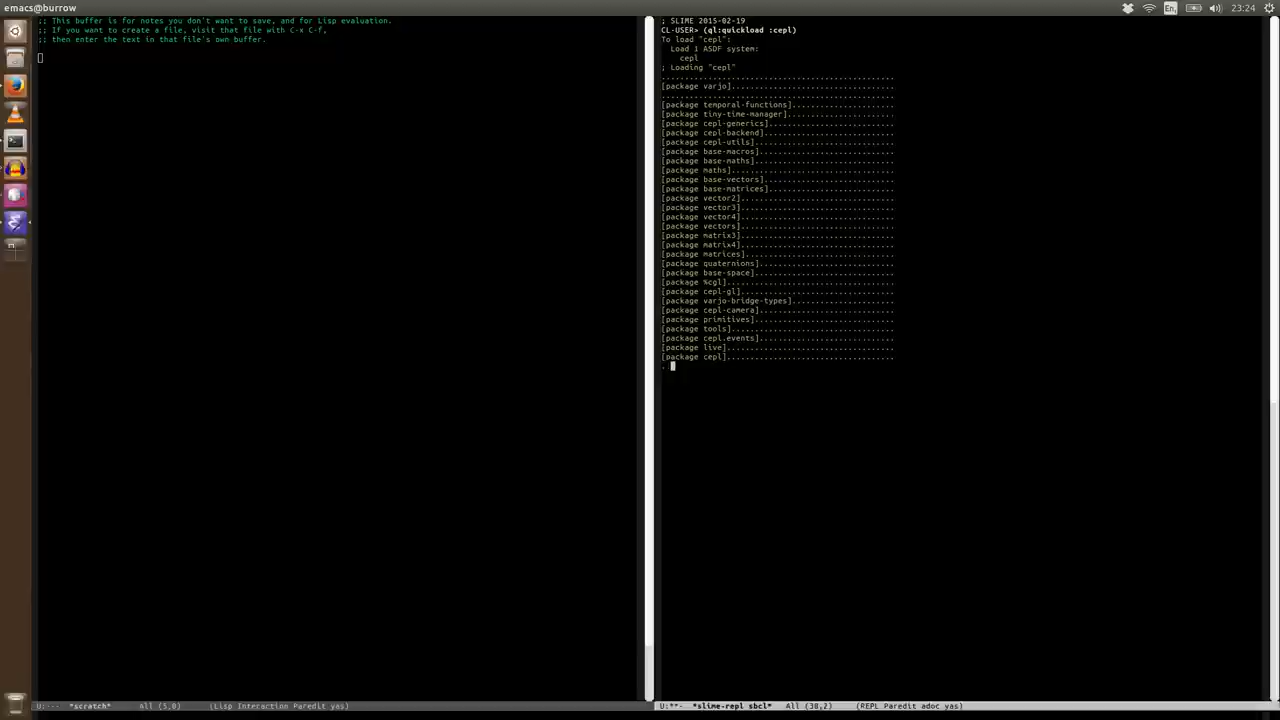 emacs@burrow
En
23:24
;; This buffer is for notes you don't want to save, and for Lisp evaluation.
;; If you want to create a file, visit that file with C-x C-f,
;; then enter the text in that file's own buffer.
; SLIME 2015-02-19
CL-USER> (ql:quickload :cepl)
To load "cepl":
  Load 1 ASDF system:
    cepl
; Loading "cepl"
..................................................
[package varjo]...................................
..................................................
[package temporal-functions]......................
[package tiny-time-manager].......................
[package cepl-generics]...........................
[package cepl-backend]............................
[package cepl-utils]..............................
[package base-macros].............................
[package base-maths]..............................
[package maths]...................................
[package base-vectors]............................
[package base-matrices]...........................
[package vector2].................................
[package vector3].................................
[package vector4].................................
[package vectors].................................
[package matrix3].................................
[package matrix4].................................
[package matrices]................................
[package quaternions].............................
[package base-space]..............................
[package %cgl]....................................
[package cepl-gl].................................
[package varjo-bridge-types]......................
[package cepl-camera].............................
[package primitives]..............................
[package tools]...................................
[package cepl.events].............................
[package live]....................................
[package cepl]....................................
..
U:--- *scratch* All (5,0) (Lisp Interaction Paredit yas)
U:**- *slime-repl sbcl* All (38,2) (REPL Paredit adoc yas)